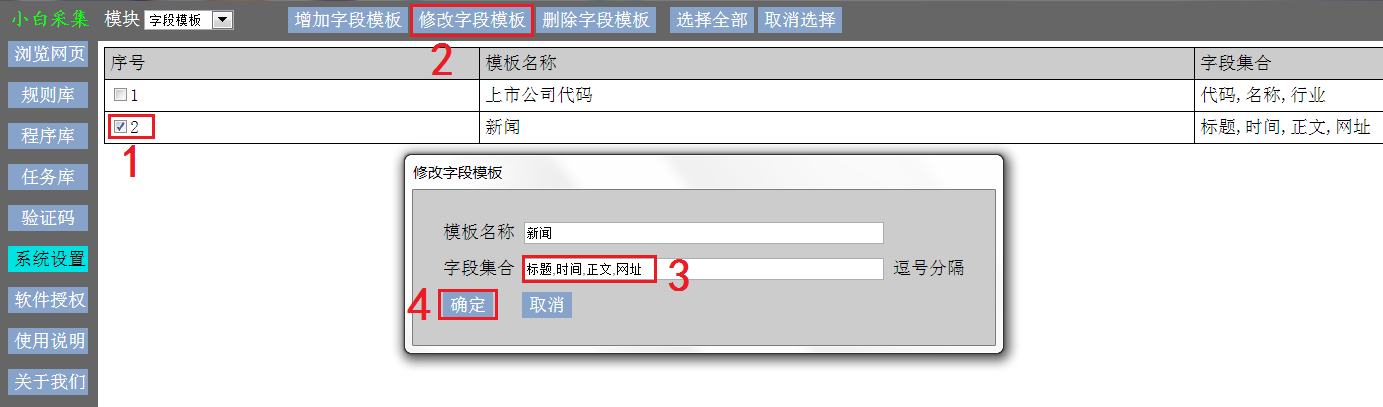 小白采集 模块 字段模板 增加字段模板 修改字段模板 删除字段模板 选择全部 取消选择
2
浏览网页
规则库
程序库
任务库
验证码
系统设置
软件授权
使用说明
关于我们
序号 模板名称 字段集合
1 上市公司代码 代码,名称,行业
2 新闻 标题,时间,正文,网址
1
修改字段模板
模板名称 新闻
字段集合 标题,时间,正文,网址 3 逗号分隔
4 确定 取消